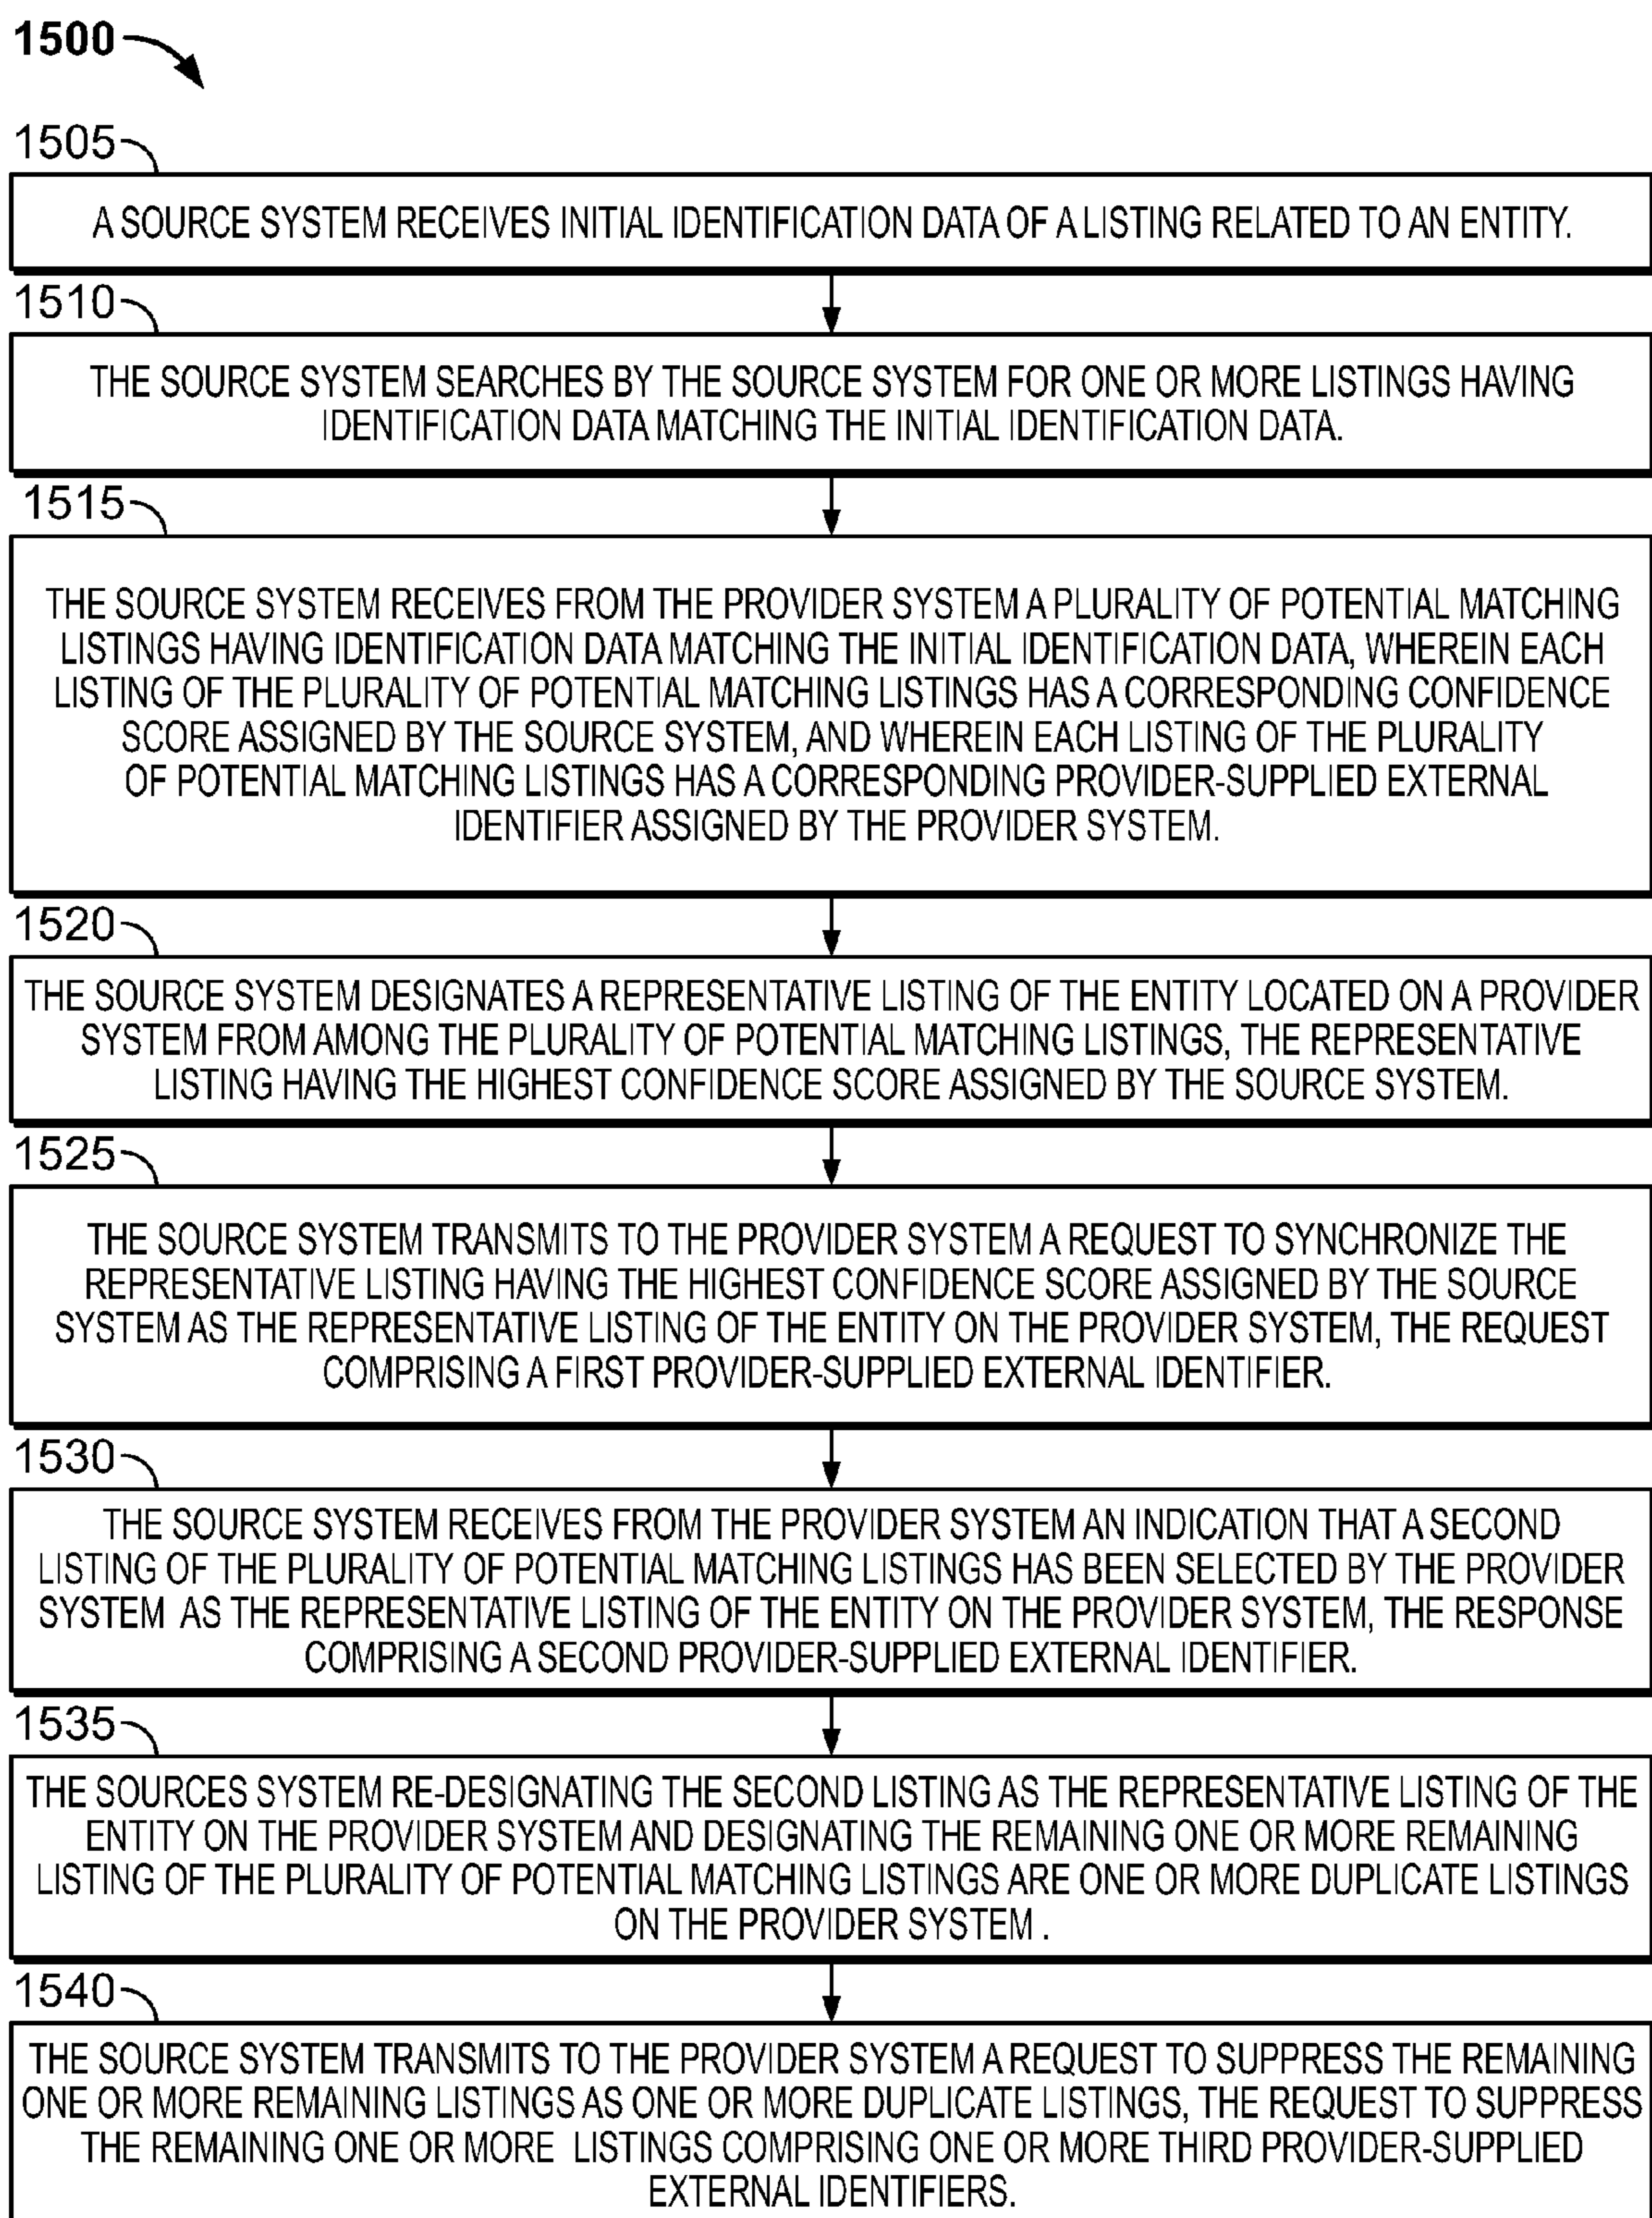 1500
1505
A SOURCE SYSTEM RECEIVES INITIAL IDENTIFICATION DATA OF A LISTING RELATED TO AN ENTITY.
1510
THE SOURCE SYSTEM SEARCHES BY THE SOURCE SYSTEM FOR ONE OR MORE LISTINGS HAVING
IDENTIFICATION DATA MATCHING THE INITIAL IDENTIFICATION DATA.
1515
THE SOURCE SYSTEM RECEIVES FROM THE PROVIDER SYSTEM A PLURALITY OF POTENTIAL MATCHING
LISTINGS HAVING IDENTIFICATION DATA MATCHING THE INITIAL IDENTIFICATION DATA, WHEREIN EACH
LISTING OF THE PLURALITY OF POTENTIAL MATCHING LISTINGS HAS A CORRESPONDING CONFIDENCE
SCORE ASSIGNED BY THE SOURCE SYSTEM, AND WHEREIN EACH LISTING OF THE PLURALITY
OF POTENTIAL MATCHING LISTINGS HAS A CORRESPONDING PROVIDER-SUPPLIED EXTERNAL
IDENTIFIER ASSIGNED BY THE PROVIDER SYSTEM.
1520
THE SOURCE SYSTEM DESIGNATES A REPRESENTATIVE LISTING OF THE ENTITY LOCATED ON A PROVIDER
SYSTEM FROM AMONG THE PLURALITY OF POTENTIAL MATCHING LISTINGS, THE REPRESENTATIVE
LISTING HAVING THE HIGHEST CONFIDENCE SCORE ASSIGNED BY THE SOURCE SYSTEM.
1525
THE SOURCE SYSTEM TRANSMITS TO THE PROVIDER SYSTEM A REQUEST TO SYNCHRONIZE THE
REPRESENTATIVE LISTING HAVING THE HIGHEST CONFIDENCE SCORE ASSIGNED BY THE SOURCE
SYSTEM AS THE REPRESENTATIVE LISTING OF THE ENTITY ON THE PROVIDER SYSTEM, THE REQUEST
COMPRISING A FIRST PROVIDER-SUPPLIED EXTERNAL IDENTIFIER.
1530
THE SOURCE SYSTEM RECEIVES FROM THE PROVIDER SYSTEM AN INDICATION THAT A SECOND
LISTING OF THE PLURALITY OF POTENTIAL MATCHING LISTINGS HAS BEEN SELECTED BY THE PROVIDER
SYSTEM AS THE REPRESENTATIVE LISTING OF THE ENTITY ON THE PROVIDER SYSTEM, THE RESPONSE
COMPRISING A SECOND PROVIDER-SUPPLIED EXTERNAL IDENTIFIER.
1535
THE SOURCES SYSTEM RE-DESIGNATING THE SECOND LISTING AS THE REPRESENTATIVE LISTING OF THE
ENTITY ON THE PROVIDER SYSTEM AND DESIGNATING THE REMAINING ONE OR MORE REMAINING
LISTING OF THE PLURALITY OF POTENTIAL MATCHING LISTINGS ARE ONE OR MORE DUPLICATE LISTINGS
ON THE PROVIDER SYSTEM .
1540
THE SOURCE SYSTEM TRANSMITS TO THE PROVIDER SYSTEM A REQUEST TO SUPPRESS THE REMAINING
ONE OR MORE REMAINING LISTINGS AS ONE OR MORE DUPLICATE LISTINGS, THE REQUEST TO SUPPRESS
THE REMAINING ONE OR MORE LISTINGS COMPRISING ONE OR MORE THIRD PROVIDER-SUPPLIED
EXTERNAL IDENTIFIERS.